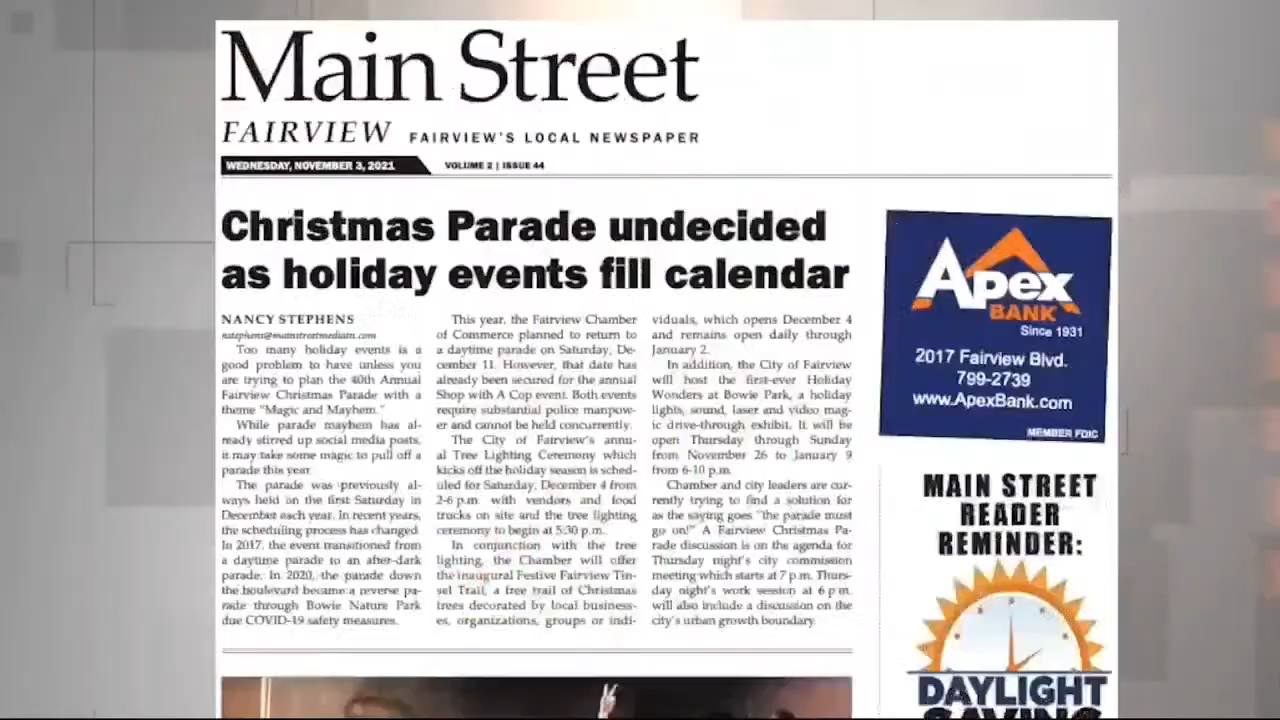 Main Street
FAIRVIEW FAIRVIEW'S LOCAL NEWSPAPER
WEDNESDAY, NOVEMBER 3, 2021 VOLUME 2 | ISSUE 44
Christmas Parade undecided
as holiday events fill calendar
NANCY STEPHENS
nstephens@mainstreetmediatn.com
Too many holiday events is a
good problem to have unless you
are trying to plan the 40th Annual
Fairview Christmas Parade with a
theme "Magic and Mayhem."
While parade mayhem has al-
ready stirred up social media posts,
it may take some magic to pull off a
parade this year.
The parade was previously al-
ways held on the first Saturday in
December each year. In recent years,
the scheduling process has changed.
In 2017, the event transitioned from
a daytime parade to an after-dark
parade. In 2020, the parade down
the boulevard became a reverse pa-
rade through Bowie Nature Park
due COVID-19 safety measures.
This year, the Fairview Chamber
of Commerce planned to return to
a daytime parade on Saturday, De-
cember 11. However, that date has
already been secured for the annual
Shop with A Cop event. Both events
require substantial police manpow-
er and cannot be held concurrently.
The City of Fairview's annu-
al Tree Lighting Ceremony which
kicks off the holiday season is sched-
uled for Saturday, December 4 from
2-6 p.m. with vendors and food
trucks on site and the tree lighting
ceremony to begin at 5:30 p.m.
In conjunction with the tree
lighting, the Chamber will offer
the inaugural Festive Fairview Tin-
sel Trail, a free trail of Christmas
trees decorated by local business-
es, organizations, groups or indi-
viduals, which opens December 4
and remains open daily through
January 2.
In addition, the City of Fairview
will host the first-ever Holiday
Wonders at Bowie Park, a holiday
lights, sound, laser and video mag-
ic drive-through exhibit. It will be
open Thursday through Sunday
from November 26 to January 9
from 6-10 p.m.
Chamber and city leaders are cur-
rently trying to find a solution for
as the saying goes "the parade must
go on!" A Fairview Christmas Pa-
rade discussion is on the agenda for
Thursday night's city commission
meeting which starts at 7 p.m. Thurs-
day night's work session at 6 p.m.
will also include a discussion on the
city's urban growth boundary.
Apex
BANK
Since 1931
2017 Fairview Blvd.
799-2739
www.ApexBank.com
MEMBER FDIC
MAIN STREET
READER
REMINDER:
DAYLIGHT
SAVING